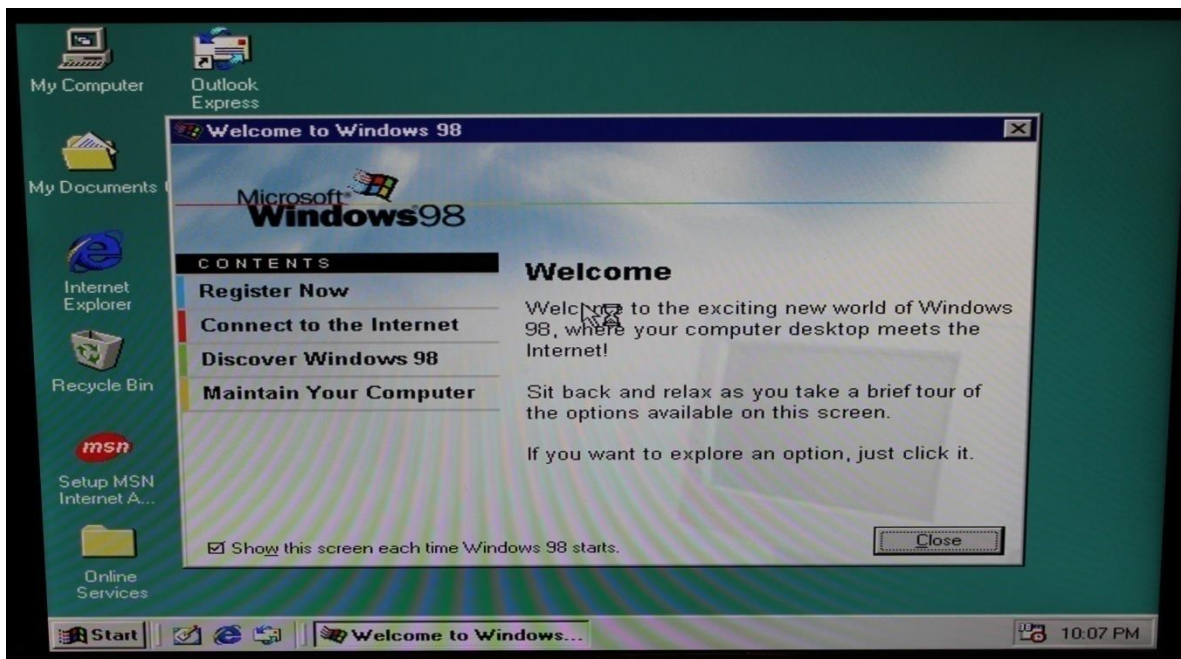 My Computer
Outlook
Express
Welcome to Windows 98
My Documents
Microsoft
Windows98
CONTENTS
Register Now
Connect to the Internet
Discover Windows 98
Maintain Your Computer
Welcome
Welcome to the exciting new world of Windows
98, where your computer desktop meets the
Internet!
Sit back and relax as you take a brief tour of
the options available on this screen.
If you want to explore an option, just click it.
Internet
Explorer
Recycle Bin
msn
Setup MSN
Internet A...
Online
Services
Show this screen each time Windows 98 starts.
Close
Start
Welcome to Windows...
10:07 PM